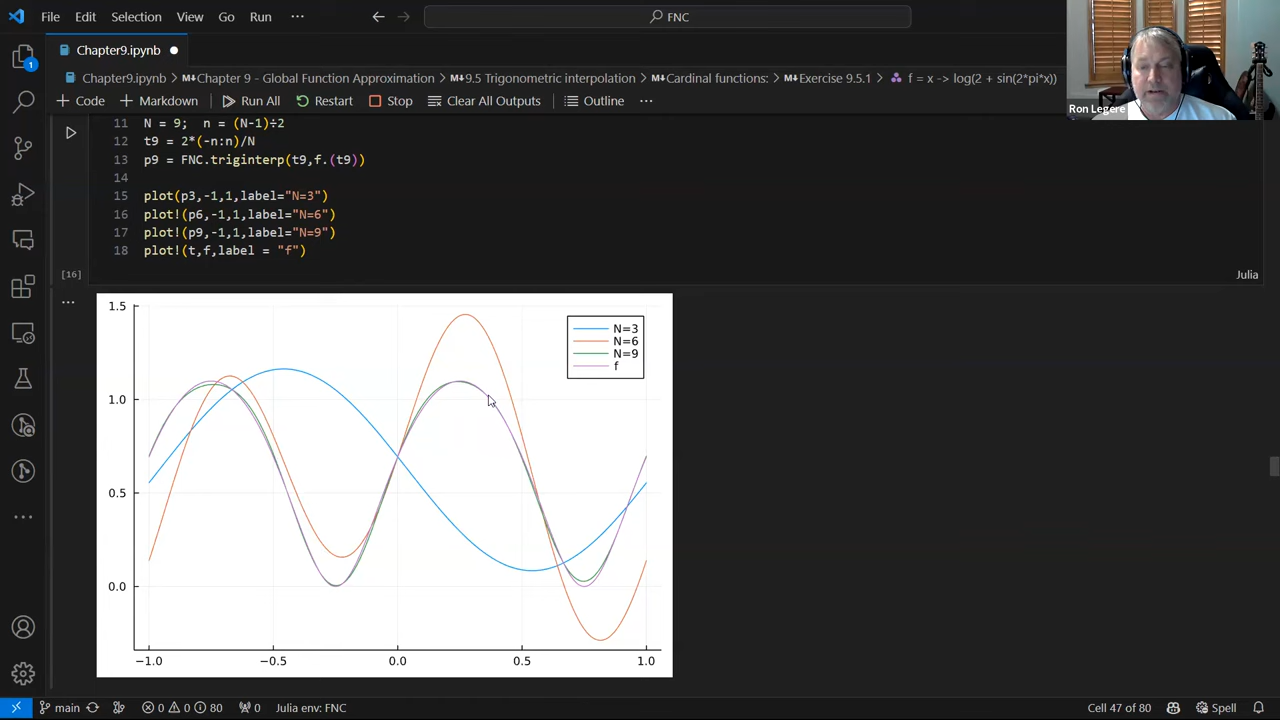 File Edit Selection View Go Run ··· FNC
Chapter9.ipynb
Chapter9.ipynb > Chapter 9 - Global Function Approximation > 9.5 Trigonometric interpolation > Cardinal functions: > Exercise 9.5.1 > f = x -> log(2 + sin(2*pi*x))
+ Code + Markdown Run All Restart Stop Clear All Outputs Outline ···
Ron Legere
11 N = 9; n = (N-1)÷2
12 t9 = 2*(-n:n)/N
13 p9 = FNC.triginterp(t9,f.(t9))
14
15 plot(p3,-1,1,label="N=3")
16 plot!(p6,-1,1,label="N=6")
17 plot!(p9,-1,1,label="N=9")
18 plot!(t,f,label = "f")
[16] Julia
1
1.5
1.0
0.5
0.0
N=3
N=6
N=9
f
−1.0 −0.5 0.0 0.5 1.0
main 0 0 80 0 Julia env: FNC Cell 47 of 80 Spell